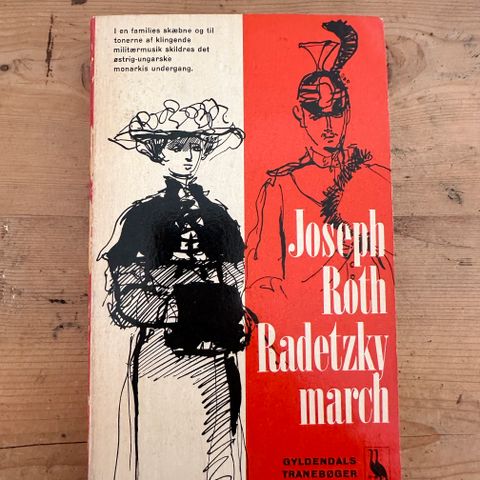 I en families skæbne og til
tonerne af klingende
militærmusik skildres det
østrig-ungarske
monarkis undergang.
Joseph
Roth
Radetzky
march
GYLDENDALS
TRANEBØGER